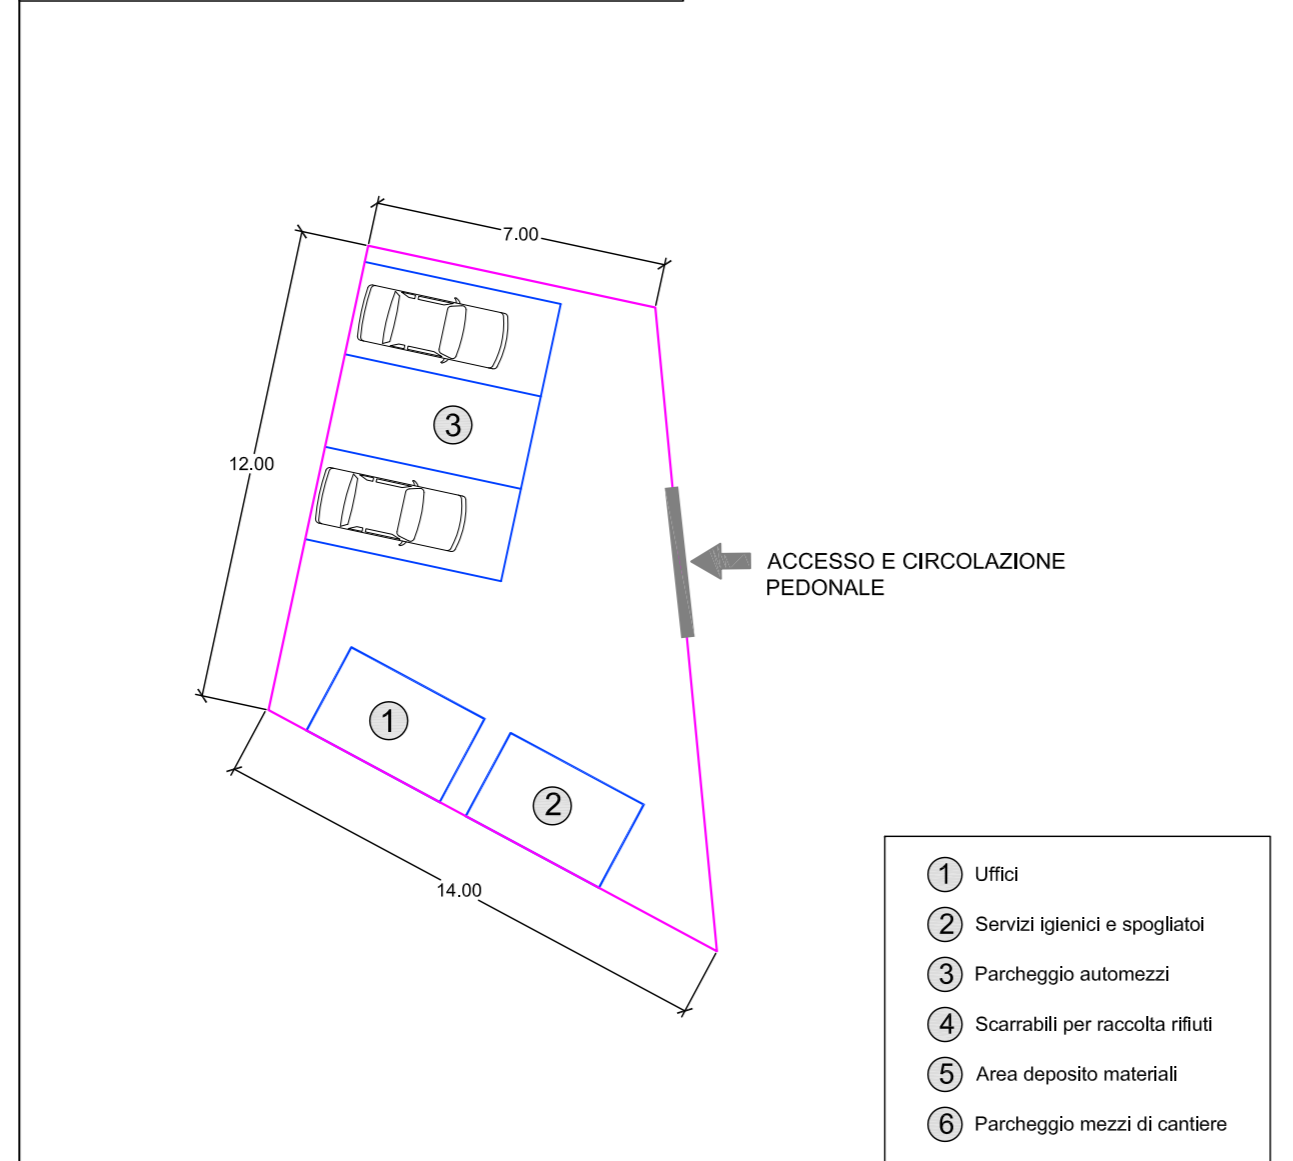 7.00
12.00
3
ACCESSO E CIRCOLAZIONE
PEDONALE
1
2
14.00
1 Uffici
2 Servizi igienici e spogliatoi
3 Parcheggio automezzi
4 Scarrabili per raccolta rifiuti
5 Area deposito materiali
6 Parcheggio mezzi di cantiere